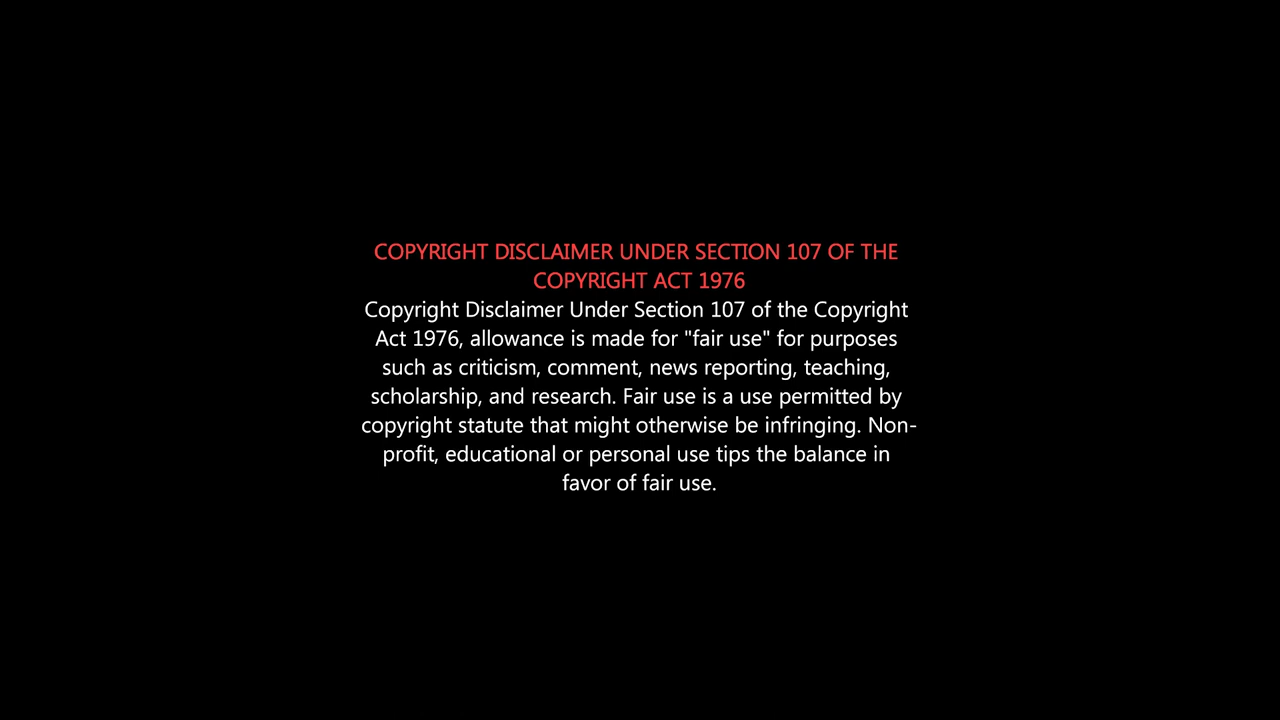 COPYRIGHT DISCLAIMER UNDER SECTION 107 OF THE
COPYRIGHT ACT 1976
Copyright Disclaimer Under Section 107 of the Copyright
Act 1976, allowance is made for "fair use" for purposes
such as criticism, comment, news reporting, teaching,
scholarship, and research. Fair use is a use permitted by
copyright statute that might otherwise be infringing. Non-
profit, educational or personal use tips the balance in
favor of fair use.